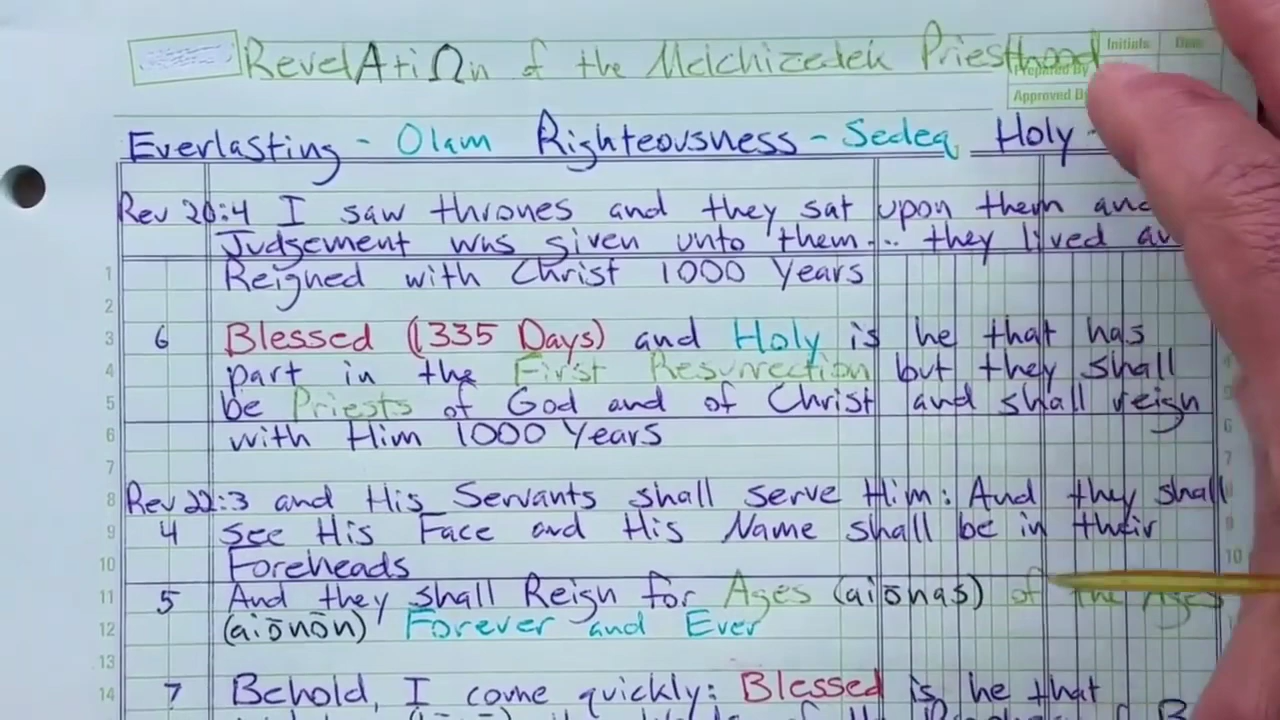 RevelAtiΩn of the Melchizedek Priesthood
Initials Date
Prepared By
Approved By
Everlasting - Olam Righteousness - Sedeq Holy -
Rev 20:4 I saw thrones and they sat upon them and
Judgement was given unto them... they lived
1 Reigned with Christ 1000 Years
2
3 6 Blessed (1335 Days) and Holy is he that has
4 part in the First Resurrection but they shall
5 be Priests of God and of Christ and shall reign
6 with Him 1000 Years 6
7 7
8 Rev 22:3 and His Servants shall serve Him: And they shall
9 4 see His Face and His Name shall be in their 9
10 Foreheads 10
11 5 And they shall Reign for Ages (aiōnas) of the Ages
12 (aiōnōn) Forever and Ever
13
14 7 Behold, I come quickly: Blessed is he that